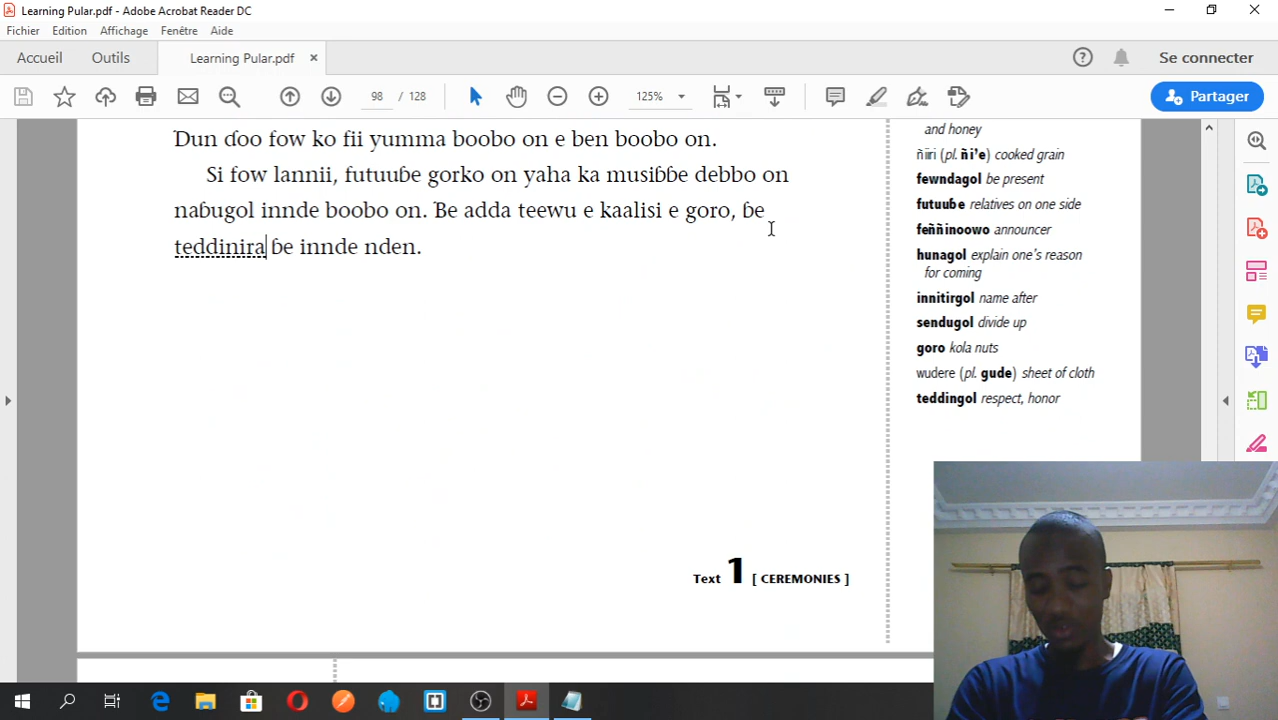 Learning Pular.pdf - Adobe Acrobat Reader DC
Fichier Edition Affichage Fenêtre Aide
Accueil Outils Learning Pular.pdf × Se connecter
98 / 128 125% Partager
Ɗun ɗoo fow ko fii yumma boobo on e ben boobo on.
Si fow lannii, futuuɓe gorko on yaha ka musiɓɓe debbo on
naɓugol innde boobo on. Ɓe adda teewu e kaalisi e goro, ɓe
teddinira ɓe innde nden.
and honey
ñiiri (pl. ñi'e) cooked grain
fewndagol be present
futuuɓe relatives on one side
feññinoowo announcer
hunagol explain one's reason
for coming
innitirgol name after
sendugol divide up
goro kola nuts
wudere (pl. gude) sheet of cloth
teddingol respect, honor
Text 1 [ CEREMONIES ]